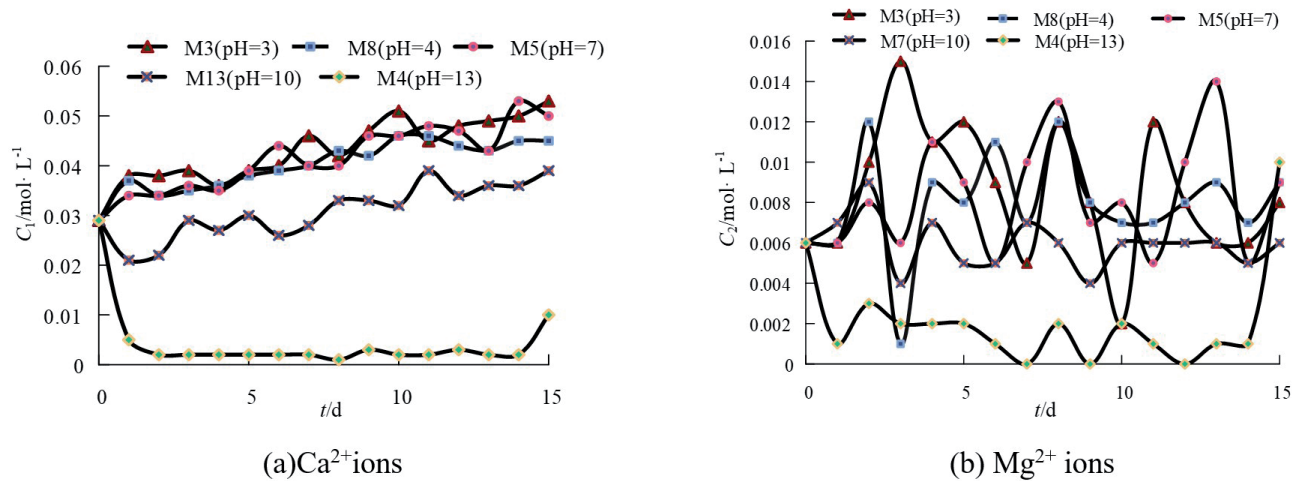 M3(pH=3) M8(pH=4) M5(pH=7)
M13(pH=10) M4(pH=13)
0.06
0.05
0.04
0.03
0.02
0.01
0
C₁/mol· L⁻¹
0 5 10 15
t/d
(a)Ca²⁺ions
M3(pH=3) M8(pH=4) M5(pH=7)
M7(pH=10) M4(pH=13)
0.016
0.014
0.012
0.010
0.008
0.006
0.004
0.002
0
C₂/mol· L⁻¹
0 5 10 15
t/d
(b) Mg²⁺ ions